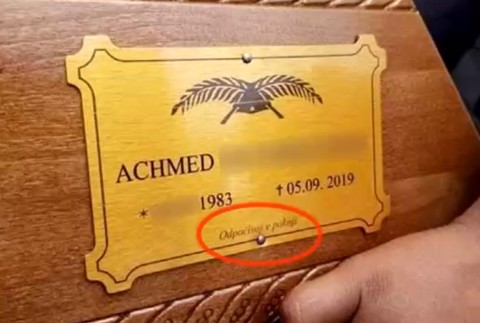 ACHMED
* 1983 † 05.09. 2019
Odpočívaj v pokoji